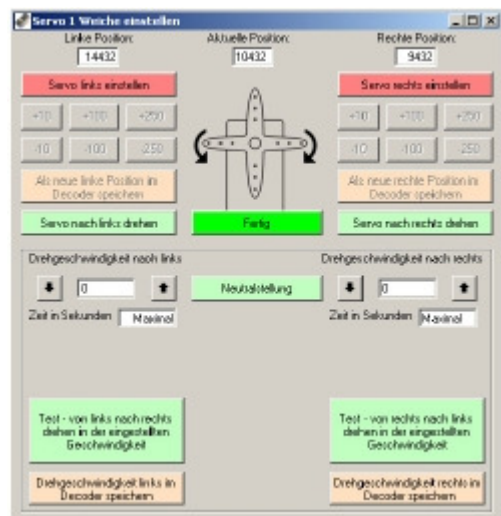 Servo 1 Weiche einstellen
Linke Position:
Aktuelle Position:
Rechte Position:
14432
10432
9432
Servo links einstellen
Servo rechts einstellen
+10 +100 +250
+10 +100 +250
-10 -100 -250
-10 -100 -250
Als neue linke Position im
Decoder speichern
Als neue rechte Position im
Decoder speichern
Servo nach links drehen
Fertig
Servo nach rechts drehen
Drehgeschwindigkeit nach links
Drehgeschwindigkeit nach rechts
0
Neutralstellung
0
Zeit in Sekunden Maximal
Zeit in Sekunden Maximal
Test - von links nach rechts
drehen in der eingestellten
Geschwindigkeit
Test - von rechts nach links
drehen in der eingestellten
Geschwindigkeit
Drehgeschwindigkeit links im
Decoder speichern
Drehgeschwindigkeit rechts im
Decoder speichern